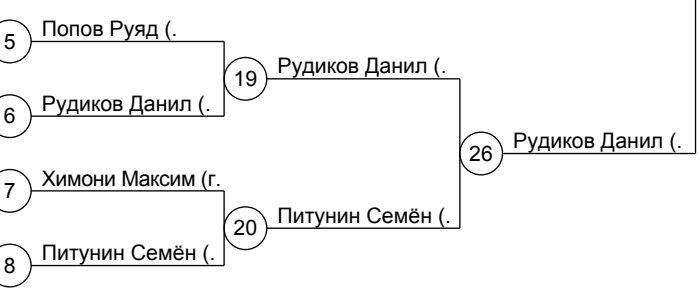 5 Попов Руяд (.
19 Рудиков Данил (.
6 Рудиков Данил (.
26 Рудиков Данил (.
7 Химони Максим (г.
20 Питунин Семён (.
8 Питунин Семён (.